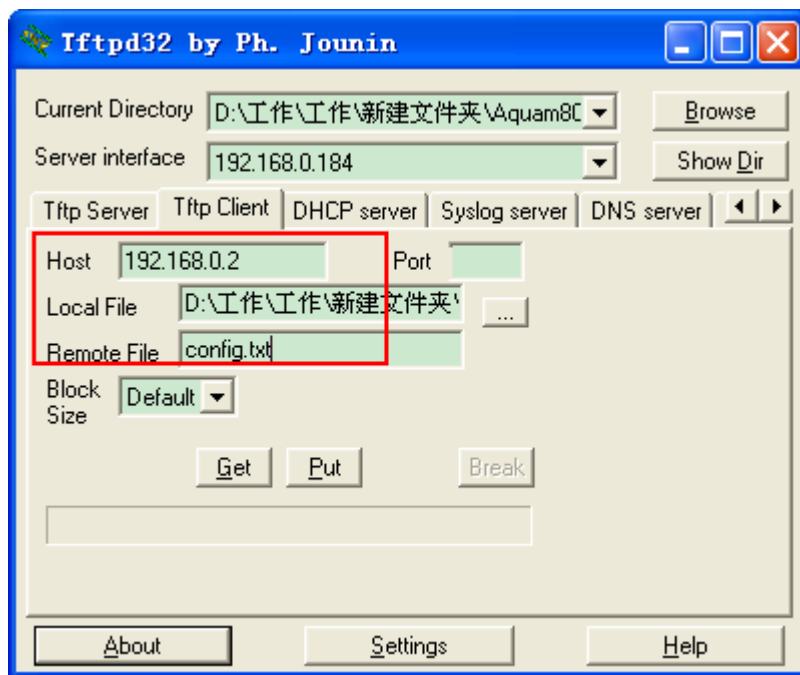 Tftpd32 by Ph. Jounin
Current Directory D:\工作\工作\新建文件夹\Aquam80 Browse
Server interface 192.168.0.184 Show Dir
Tftp Server Tftp Client DHCP server Syslog server DNS server
Host 192.168.0.2 Port
Local File D:\工作\工作\新建文件夹\ ...
Remote File config.txt
Block Size Default
Get Put Break
About Settings Help